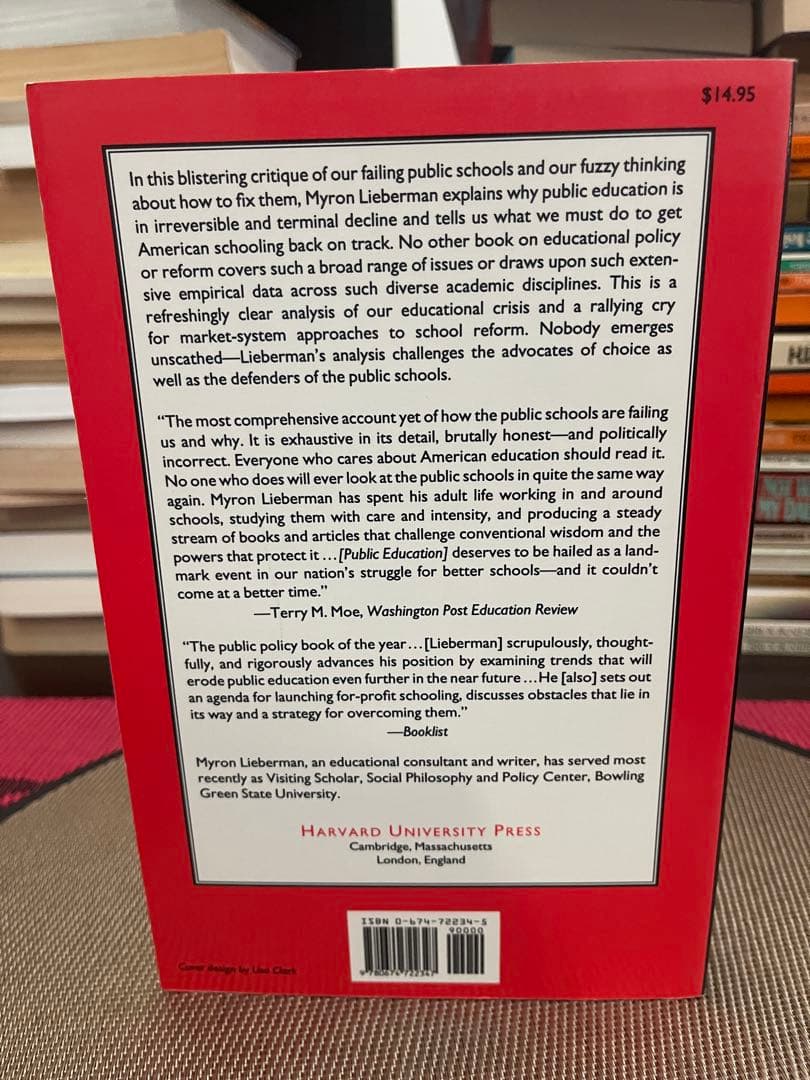 $14.95
In this blistering critique of our failing public schools and our fuzzy thinking
about how to fix them, Myron Lieberman explains why public education is
in irreversible and terminal decline and tells us what we must do to get
American schooling back on track. No other book on educational policy
or reform covers such a broad range of issues or draws upon such exten-
sive empirical data across such diverse academic disciplines. This is a
refreshingly clear analysis of our educational crisis and a rallying cry
for market-system approaches to school reform. Nobody emerges
unscathed—Lieberman's analysis challenges the advocates of choice as
well as the defenders of the public schools.
“The most comprehensive account yet of how the public schools are failing
us and why. It is exhaustive in its detail, brutally honest—and politically
incorrect. Everyone who cares about American education should read it.
No one who does will ever look at the public schools in quite the same way
again. Myron Lieberman has spent his adult life working in and around
schools, studying them with care and intensity, and producing a steady
stream of books and articles that challenge conventional wisdom and the
powers that protect it...[Public Education] deserves to be hailed as a land-
mark event in our nation's struggle for better schools—and it couldn't
come at a better time.”
—Terry M. Moe, Washington Post Education Review
“The public policy book of the year...[Lieberman] scrupulously, thought-
fully, and rigorously advances his position by examining trends that will
erode public education even further in the near future...He [also] sets out
an agenda for launching for-profit schooling, discusses obstacles that lie in
its way and a strategy for overcoming them.”
—Booklist
Myron Lieberman, an educational consultant and writer, has served most
recently as Visiting Scholar, Social Philosophy and Policy Center, Bowling
Green State University.
HARVARD UNIVERSITY PRESS
Cambridge, Massachusetts
London, England
ISBN 0-674-72234-5
90000
9 780674 722347
Cover design by Lisa Clark